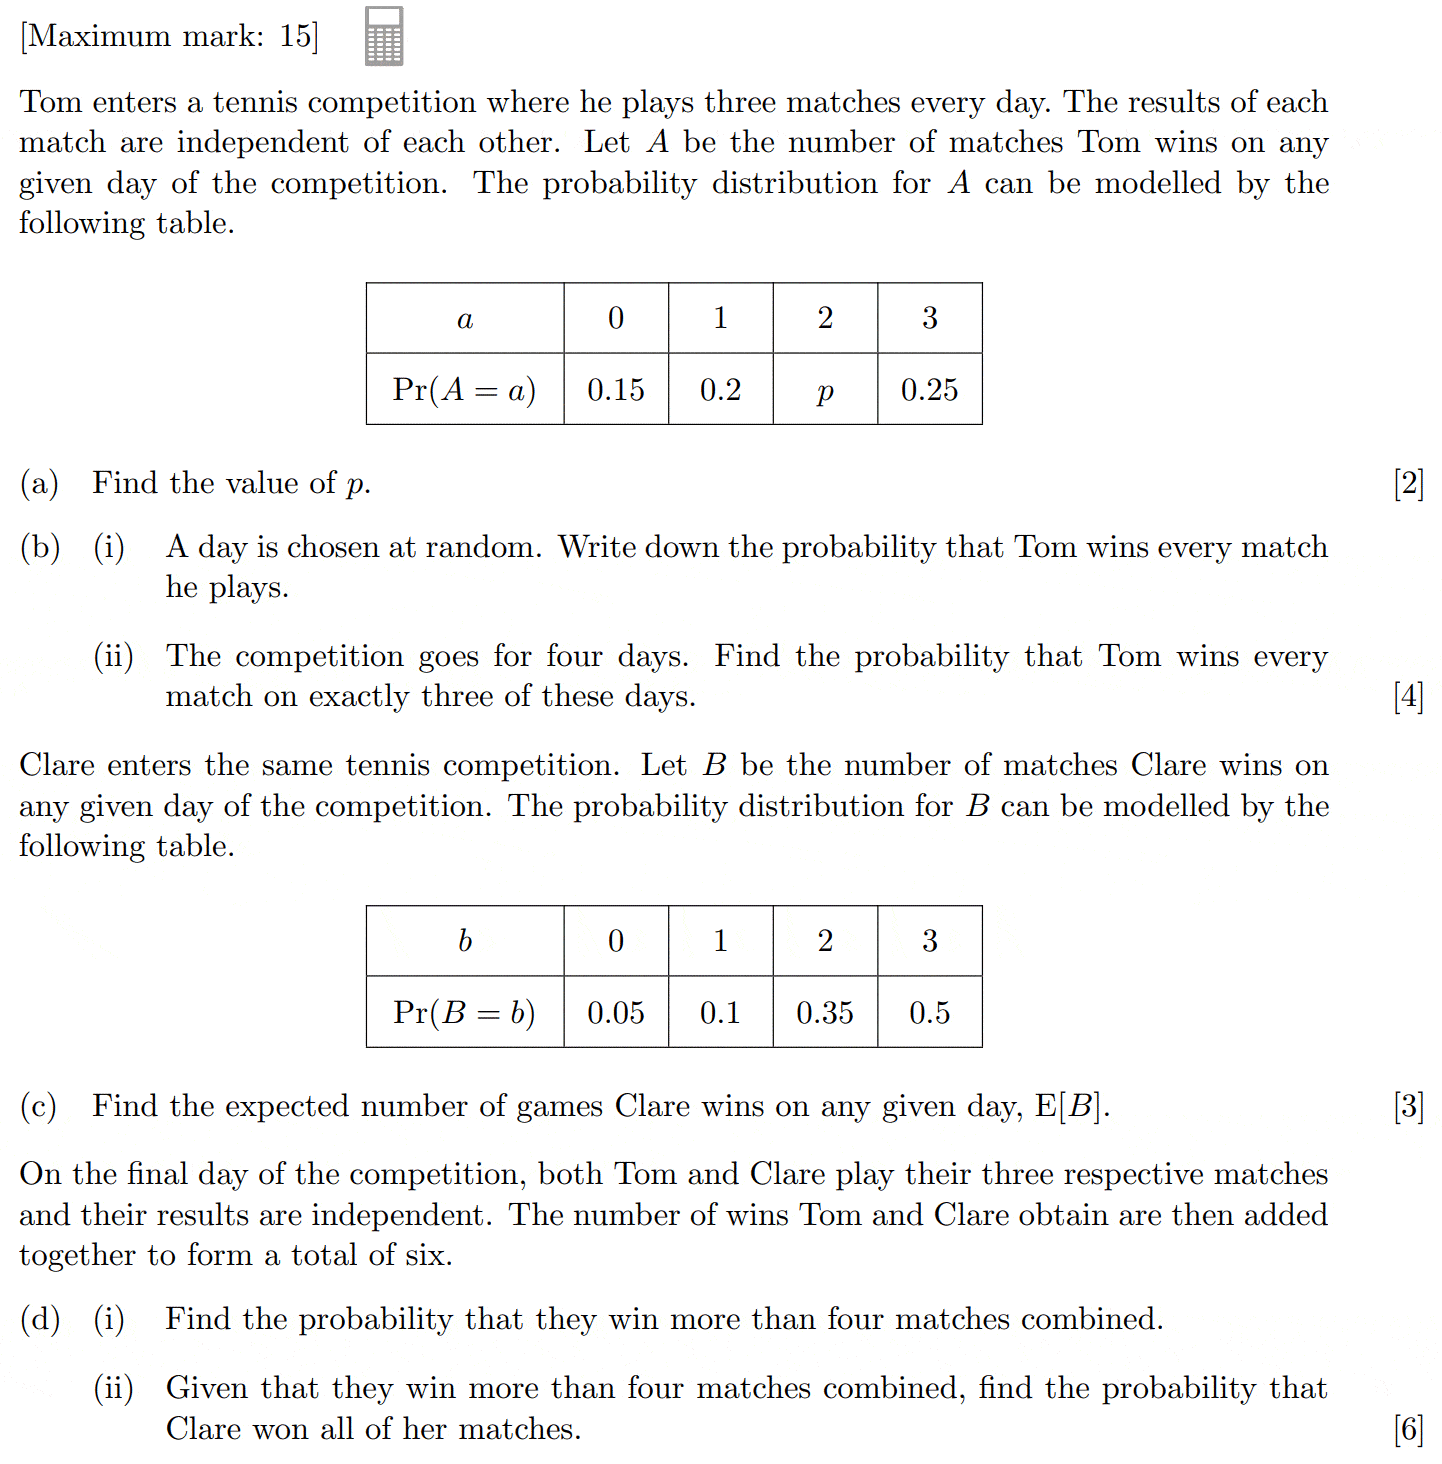 [Maximum mark: 15]
Tom enters a tennis competition where he plays three matches every day. The results of each
match are independent of each other. Let A be the number of matches Tom wins on any
given day of the competition. The probability distribution for A can be modelled by the
following table.
a 0 1 2 3
Pr(A = a) 0.15 0.2 p 0.25
(a) Find the value of p. [2]
(b) (i) A day is chosen at random. Write down the probability that Tom wins every match
he plays.
(ii) The competition goes for four days. Find the probability that Tom wins every
match on exactly three of these days. [4]
Clare enters the same tennis competition. Let B be the number of matches Clare wins on
any given day of the competition. The probability distribution for B can be modelled by the
following table.
b 0 1 2 3
Pr(B = b) 0.05 0.1 0.35 0.5
(c) Find the expected number of games Clare wins on any given day, E[B]. [3]
On the final day of the competition, both Tom and Clare play their three respective matches
and their results are independent. The number of wins Tom and Clare obtain are then added
together to form a total of six.
(d) (i) Find the probability that they win more than four matches combined.
(ii) Given that they win more than four matches combined, find the probability that
Clare won all of her matches. [6]